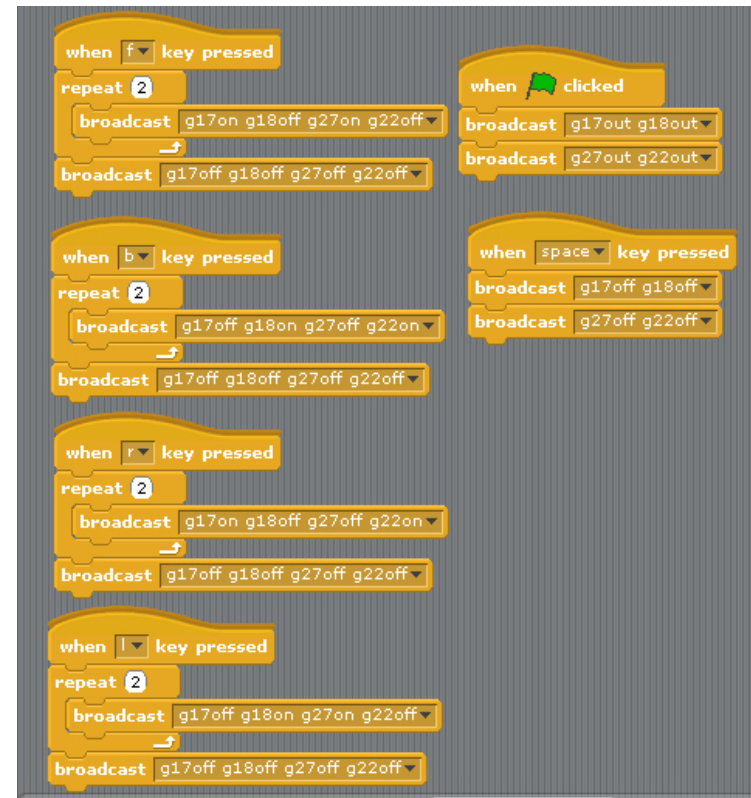 when f key pressed
repeat 2
broadcast g17on g18off g27on g22off
broadcast g17off g18off g27off g22off
when b key pressed
repeat 2
broadcast g17off g18on g27off g22on
broadcast g17off g18off g27off g22off
when r key pressed
repeat 2
broadcast g17on g18off g27off g22on
broadcast g17off g18off g27off g22off
when l key pressed
repeat 2
broadcast g17off g18on g27on g22off
broadcast g17off g18off g27off g22off
when clicked
broadcast g17out g18out
broadcast g27out g22out
when space key pressed
broadcast g17off g18off
broadcast g27off g22off